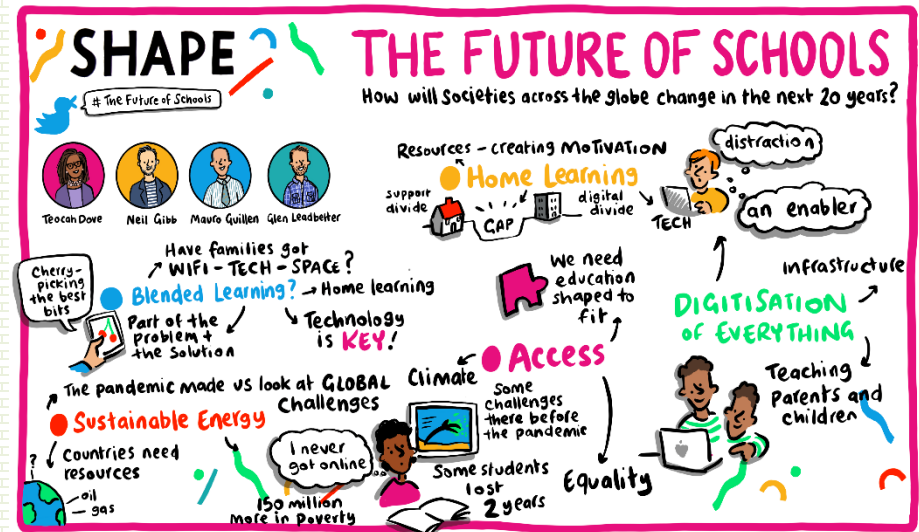 SHAPE
# The Future of Schools
THE FUTURE OF SCHOOLS
How will Societies across the globe change in the next 20 years?
Teocah Dove
Neil Gibb
Mauro Guillen
Glen Leadbetter
Resources - creating MOTIVATION
Home Learning
support
divide
GAP
digital
divide
TECH
distraction
an enabler
Have families got
WIFI - TECH - SPACE?
Cherry-
picking
the best
bits
Blended Learning?
Home learning
Part of the
problem +
the solution
Technology
is KEY!
We need
education
shaped to
fit
Access
Climate
Some
challenges
there before
the pandemic
Equality
Infrastructure
DIGITISATION
OF EVERYTHING
Teaching
Parents and
children
The pandemic made us look at GLOBAL
Challenges
Sustainable Energy
?
Countries need
resources
oil
gas
150 million
more in poverty
I never
got online
Some students
lost
2 years